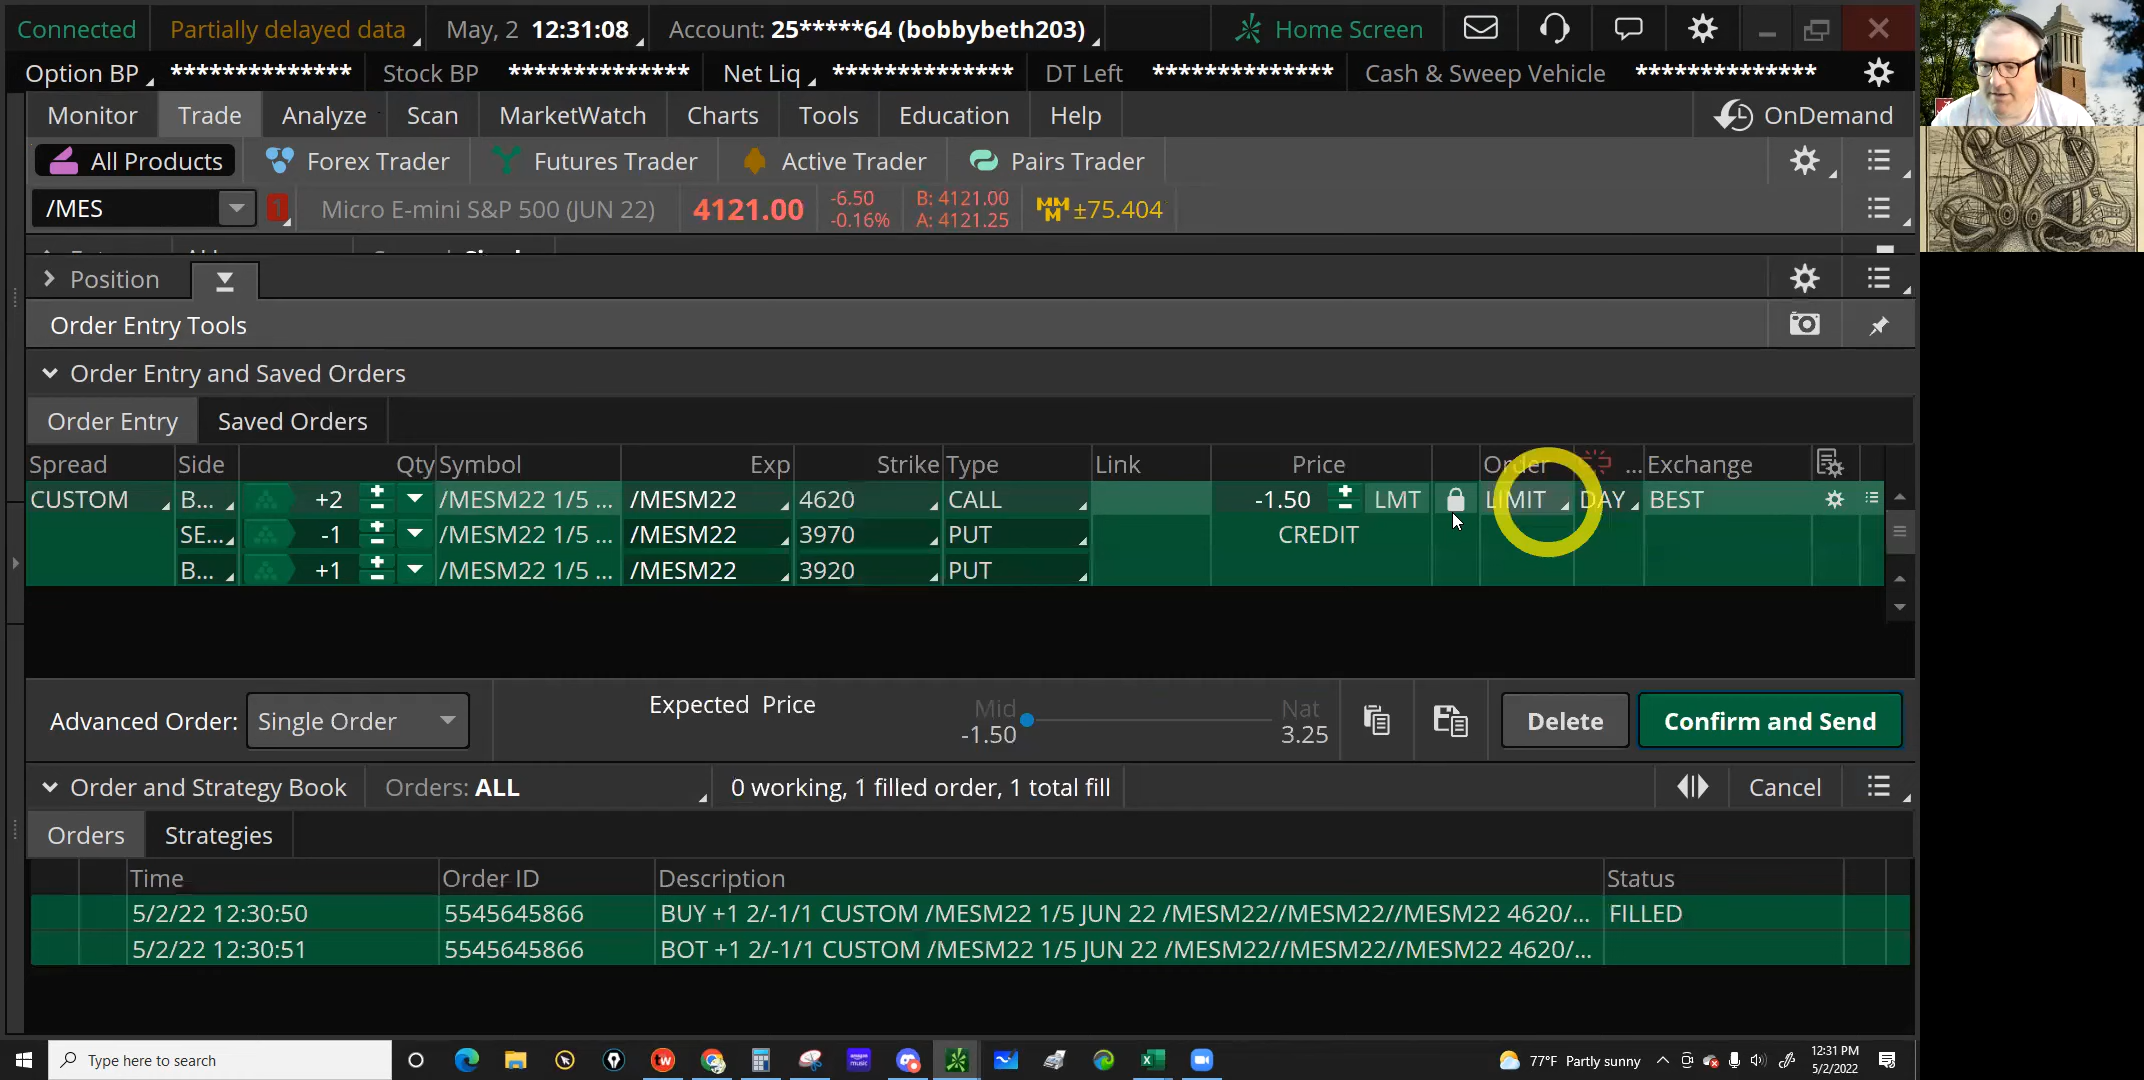 Connected Partially delayed data May, 2 12:31:08 Account: 25*****64 (bobbybeth203) Home Screen
Option BP ************** Stock BP ************** Net Liq ************** DT Left ************** Cash & Sweep Vehicle **************
Monitor Trade Analyze Scan MarketWatch Charts Tools Education Help OnDemand
All Products Forex Trader Futures Trader Active Trader Pairs Trader
/MES 1 Micro E-mini S&P 500 (JUN 22) 4121.00 -6.50 B: 4121.00 MMM ±75.404
-0.16% A: 4121.25
Position
Order Entry Tools
Order Entry and Saved Orders
Order Entry Saved Orders
Spread Side Qty Symbol Exp Strike Type Link Price Order ... Exchange
CUSTOM B... +2 /MESM22 1/5 ... /MESM22 4620 CALL -1.50 LMT LIMIT DAY BEST
SE... -1 /MESM22 1/5 ... /MESM22 3970 PUT CREDIT
B... +1 /MESM22 1/5 ... /MESM22 3920 PUT
Advanced Order: Single Order Expected Price Mid Nat Delete Confirm and Send
-1.50 3.25
Order and Strategy Book Orders: ALL 0 working, 1 filled order, 1 total fill Cancel
Orders Strategies
Time Order ID Description Status
5/2/22 12:30:50 5545645866 BUY +1 2/-1/1 CUSTOM /MESM22 1/5 JUN 22 /MESM22//MESM22//MESM22 4620/... FILLED
5/2/22 12:30:51 5545645866 BOT +1 2/-1/1 CUSTOM /MESM22 1/5 JUN 22 /MESM22//MESM22//MESM22 4620/...
Type here to search 77°F Partly sunny 12:31 PM
5/2/2022